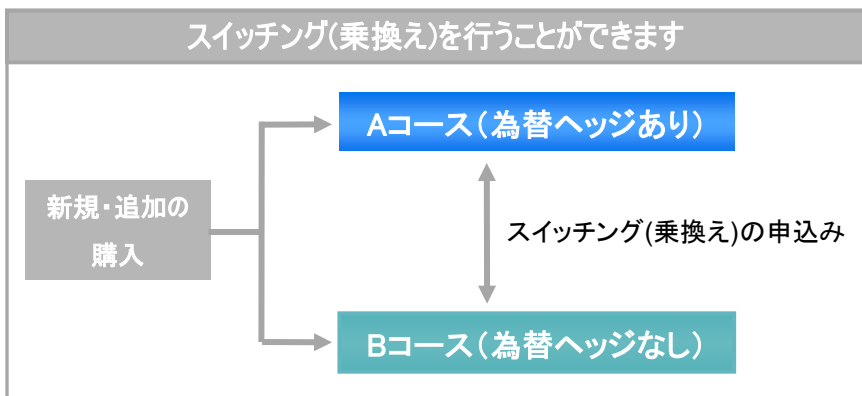 スイッチング(乗換え)を行うことができます
Aコース(為替ヘッジあり)
新規・追加の
購入
スイッチング(乗換え)の申込み
Bコース(為替ヘッジなし)